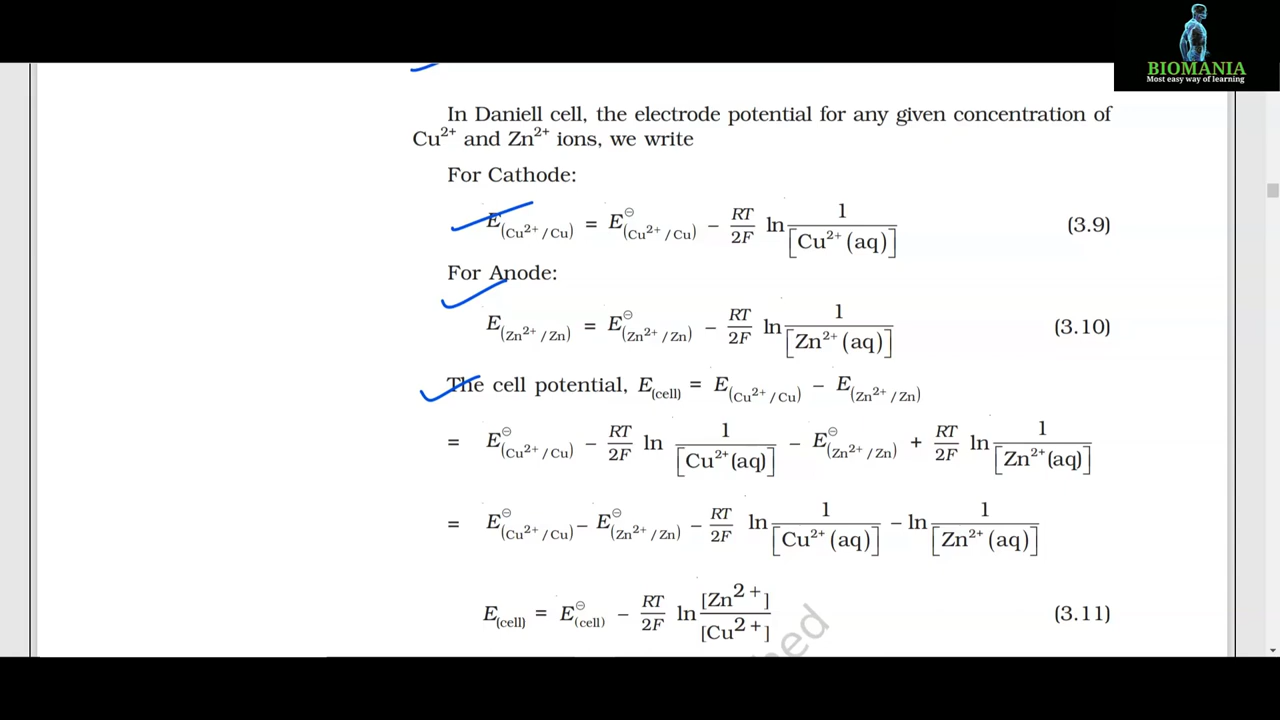 BIOMANIA
Most easy way of learning
In Daniell cell, the electrode potential for any given concentration of
Cu²⁺ and Zn²⁺ ions, we write
For Cathode:
E(Cu²⁺/Cu) = E⊖(Cu²⁺/Cu) − RT/2F ln 1/[Cu²⁺(aq)] (3.9)
For Anode:
E(Zn²⁺/Zn) = E⊖(Zn²⁺/Zn) − RT/2F ln 1/[Zn²⁺(aq)] (3.10)
The cell potential, E(cell) = E(Cu²⁺/Cu) − E(Zn²⁺/Zn)
= E⊖(Cu²⁺/Cu) − RT/2F ln 1/[Cu²⁺(aq)] − E⊖(Zn²⁺/Zn) + RT/2F ln 1/[Zn²⁺(aq)]
= E⊖(Cu²⁺/Cu) − E⊖(Zn²⁺/Zn) − RT/2F ln 1/[Cu²⁺(aq)] − ln 1/[Zn²⁺(aq)]
E(cell) = E⊖(cell) − RT/2F ln [Zn²⁺]/[Cu²⁺] (3.11)